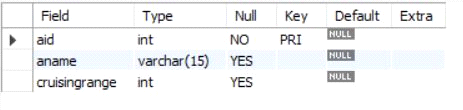 Field Type Null Key Default Extra
aid int NO PRI NULL
aname varchar(15) YES NULL
cruisingrange int YES NULL